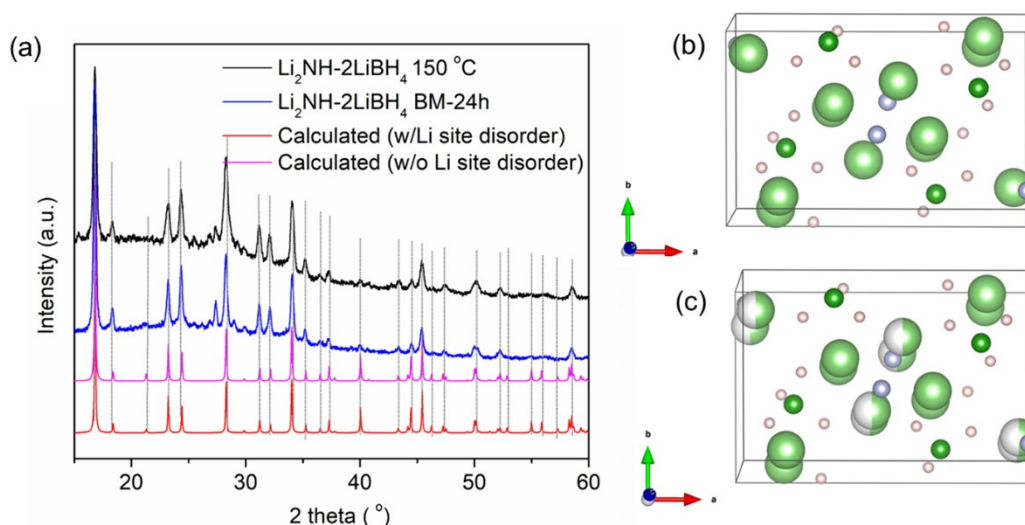 (a)
Li₂NH-2LiBH₄ 150 °C
Li₂NH-2LiBH₄ BM-24h
Calculated (w/Li site disorder)
Calculated (w/o Li site disorder)
Intensity (a.u.)
20 30 40 50 60
2 theta ( °)
(b)
b
a
(c)
b
a